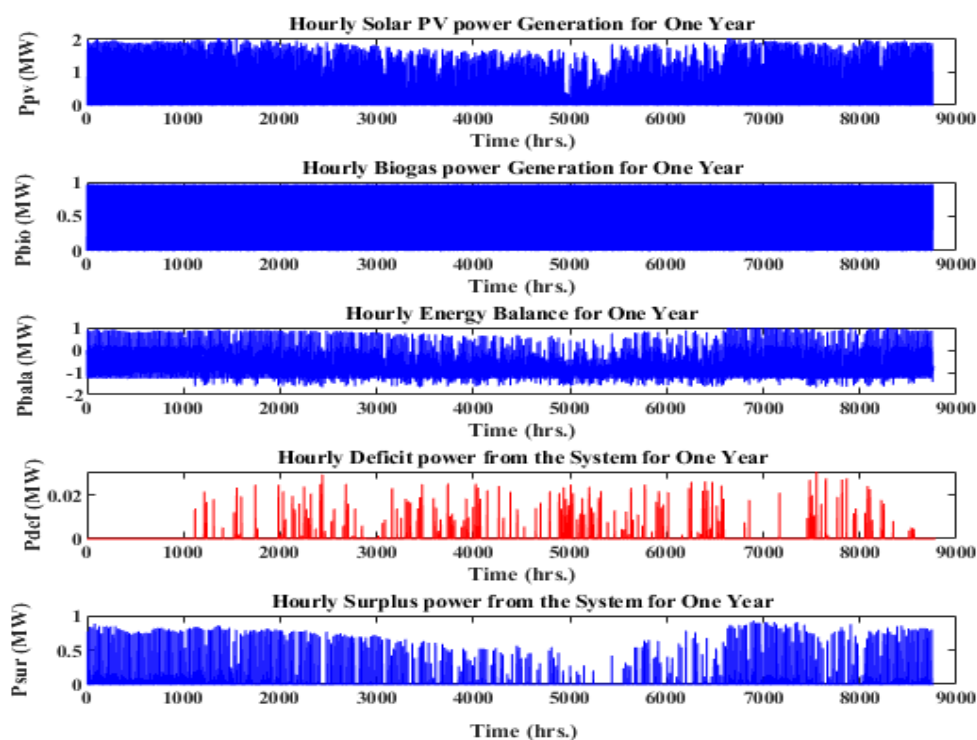 Hourly Solar PV power Generation for One Year
Ppv (MW)
2
1
0
0 1000 2000 3000 4000 5000 6000 7000 8000 9000
Time (hrs.)
Hourly Biogas power Generation for One Year
Pbio (MW)
1
0.5
0
0 1000 2000 3000 4000 5000 6000 7000 8000 9000
Time (hrs.)
Hourly Energy Balance for One Year
Pbala (MW)
1
0
-1
-2
0 1000 2000 3000 4000 5000 6000 7000 8000 9000
Time (hrs.)
Hourly Deficit power from the System for One Year
Pdef (MW)
0.02
0
0 1000 2000 3000 4000 5000 6000 7000 8000 9000
Time (hrs.)
Hourly Surplus power from the System for One Year
Psur (MW)
1
0.5
0
0 1000 2000 3000 4000 5000 6000 7000 8000 9000
Time (hrs.)